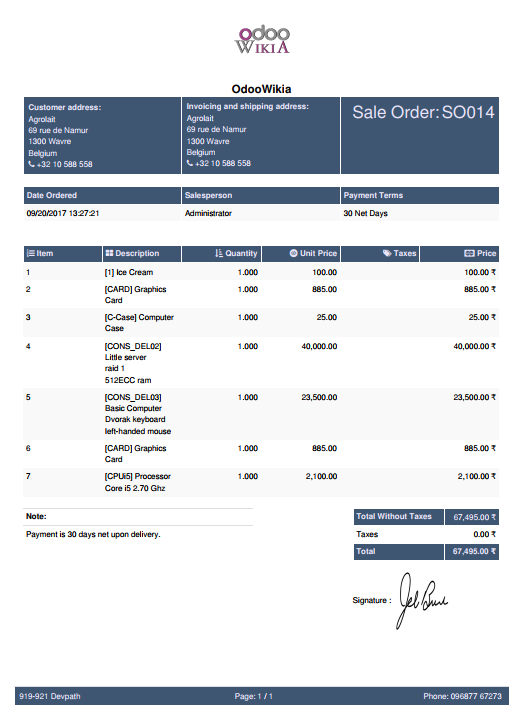 odoo
WIKIA
OdooWikia
Customer address:
Agrolait
69 rue de Namur
1300 Wavre
Belgium
+32 10 588 558
Invoicing and shipping address:
Agrolait
69 rue de Namur
1300 Wavre
Belgium
+32 10 588 558
Sale Order: SO014
Date Ordered Salesperson Payment Terms
09/20/2017 13:27:21 Administrator 30 Net Days
Item Description Quantity Unit Price Taxes Price
1 [1] Ice Cream 1.000 100.00 100.00 ₹
2 [CARD] Graphics 1.000 885.00 885.00 ₹
Card
3 [C-Case] Computer 1.000 25.00 25.00 ₹
Case
4 [CONS_DEL02] 1.000 40,000.00 40,000.00 ₹
Little server
raid 1
512ECC ram
5 [CONS_DEL03] 1.000 23,500.00 23,500.00 ₹
Basic Computer
Dvorak keyboard
left-handed mouse
6 [CARD] Graphics 1.000 885.00 885.00 ₹
Card
7 [CPUi5] Processor 1.000 2,100.00 2,100.00 ₹
Core i5 2.70 Ghz
Note:
Payment is 30 days net upon delivery.
Total Without Taxes 67,495.00 ₹
Taxes 0.00 ₹
Total 67,495.00 ₹
Signature :
919-921 Devpath Page: 1 / 1 Phone: 096877 67273